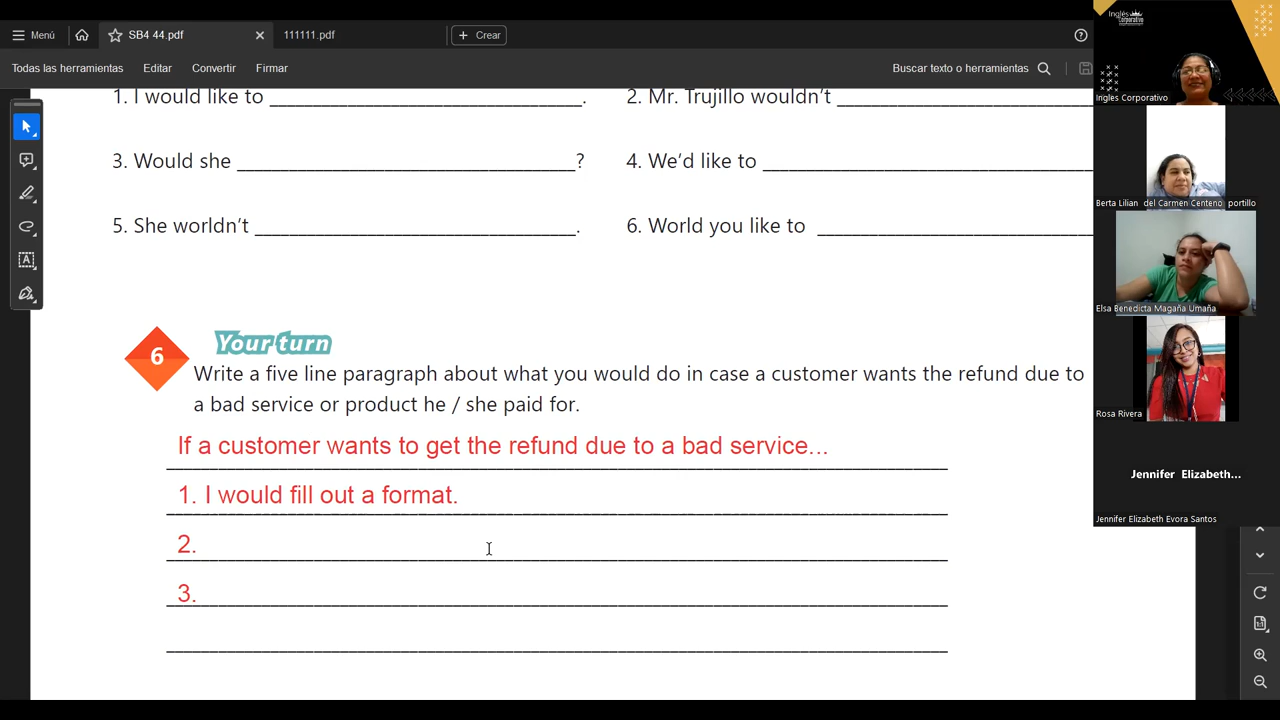 Menú
SB4 44.pdf
111111.pdf
Crear
Todas las herramientas
Editar
Convertir
Firmar
Buscar texto o herramientas
1. I would like to ______________________________.
2. Mr. Trujillo wouldn't ______________________________
3. Would she ______________________________?
4. We'd like to ______________________________
5. She worldn't ______________________________.
6. World you like to ______________________________
6
Your turn
Write a five line paragraph about what you would do in case a customer wants the refund due to
a bad service or product he / she paid for.
If a customer wants to get the refund due to a bad service...
1. I would fill out a format.
2.
3.
Inglés
Corporativo
Ingles Corporativo
Berta Lilian del Carmen Centeno portillo
Elsa Benedicta Magaña Umaña
Rosa Rivera
Jennifer Elizabeth...
Jennifer Elizabeth Evora Santos